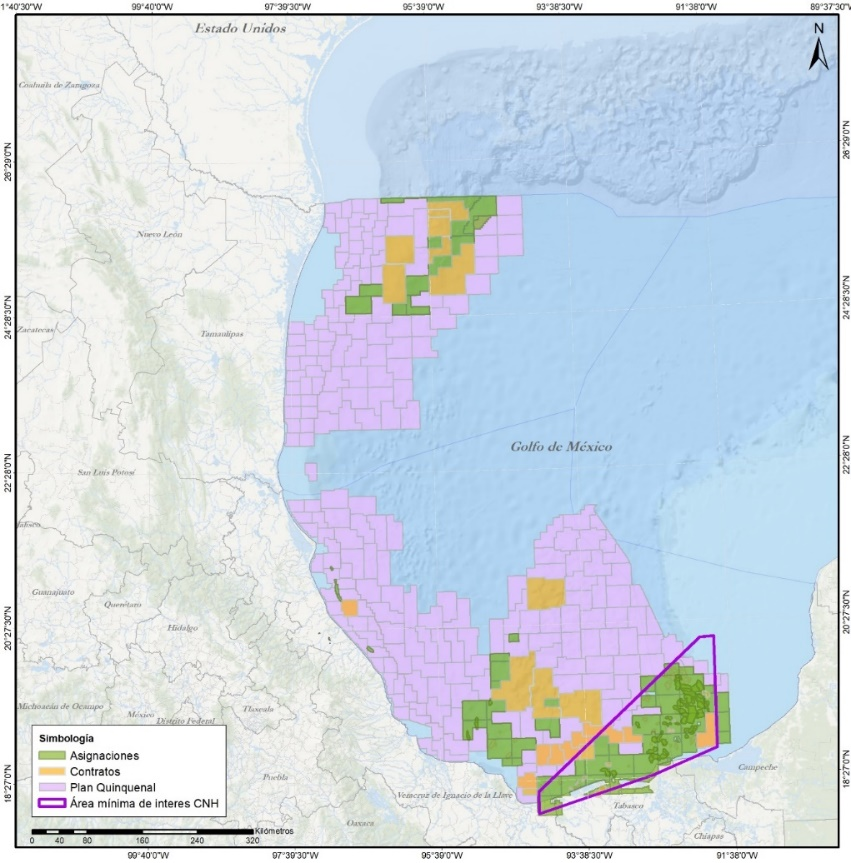 1°40'30"O 99°40'0"O 97°39'30"O 95°39'0"O 93°38'30"O 91°38'0"O 89°37'30"O
N
Estado Unidos
Coahuila de Zaragoza
26°29'0"N 26°29'0"N
Nuevo León
24°28'30"N 24°28'30"N
Zacatecas
Tamaulipas
Golfo de México
22°28'0"N 22°28'0"N
San Luis Potosí
Guanajuato
Querétaro
Hidalgo
20°27'30"N 20°27'30"N
Michoacán de Ocampo
México
Distrito Federal
Tlaxcala
Simbología
Asignaciones
Contratos
Plan Quinquenal
Área mínima de interes CNH
18°27'0"N 18°27'0"N
Puebla
Campeche
Veracruz de Ignacio de la Llave
Tabasco
Oaxaca
Chiapas
Kilómetros
0 40 80 160 240 320
99°40'0"O 97°39'30"O 95°39'0"O 93°38'30"O 91°38'0"O